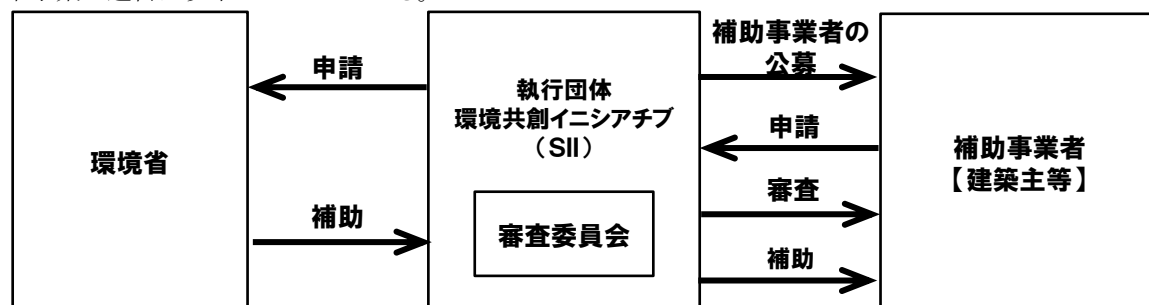 環境省
申請
補助
執行団体
環境共創イニシアチブ
（SII）
審査委員会
補助事業者の
公募
申請
審査
補助
補助事業者
【建築主等】